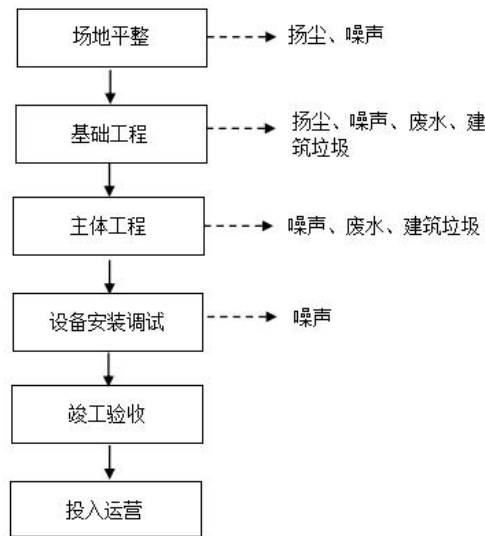 场地平整
扬尘、噪声
基础工程
扬尘、噪声、废水、建
筑垃圾
主体工程
噪声、废水、建筑垃圾
设备安装调试
噪声
竣工验收
投入运营